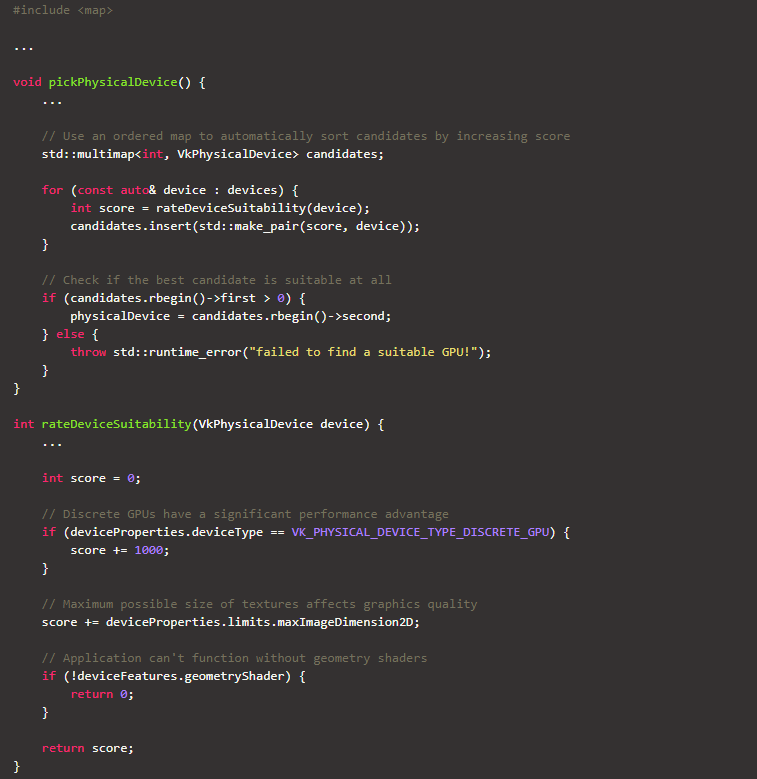 #include <map>
...
void pickPhysicalDevice() {
    ...
    // Use an ordered map to automatically sort candidates by increasing score
    std::multimap<int, VkPhysicalDevice> candidates;
    for (const auto& device : devices) {
        int score = rateDeviceSuitability(device);
        candidates.insert(std::make_pair(score, device));
    }
    // Check if the best candidate is suitable at all
    if (candidates.rbegin()->first > 0) {
        physicalDevice = candidates.rbegin()->second;
    } else {
        throw std::runtime_error("failed to find a suitable GPU!");
    }
}
int rateDeviceSuitability(VkPhysicalDevice device) {
    ...
    int score = 0;
    // Discrete GPUs have a significant performance advantage
    if (deviceProperties.deviceType == VK_PHYSICAL_DEVICE_TYPE_DISCRETE_GPU) {
        score += 1000;
    }
    // Maximum possible size of textures affects graphics quality
    score += deviceProperties.limits.maxImageDimension2D;
    // Application can't function without geometry shaders
    if (!deviceFeatures.geometryShader) {
        return 0;
    }
    return score;
}